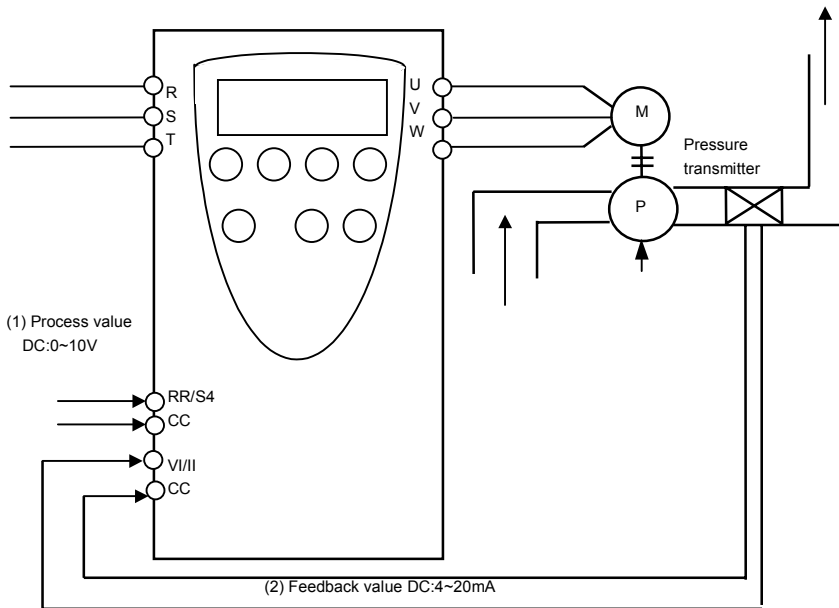 R
S
T
U
V
W
M
Pressure
transmitter
P
(1) Process value
DC:0~10V
RR/S4
CC
VI/II
CC
(2) Feedback value DC:4~20mA